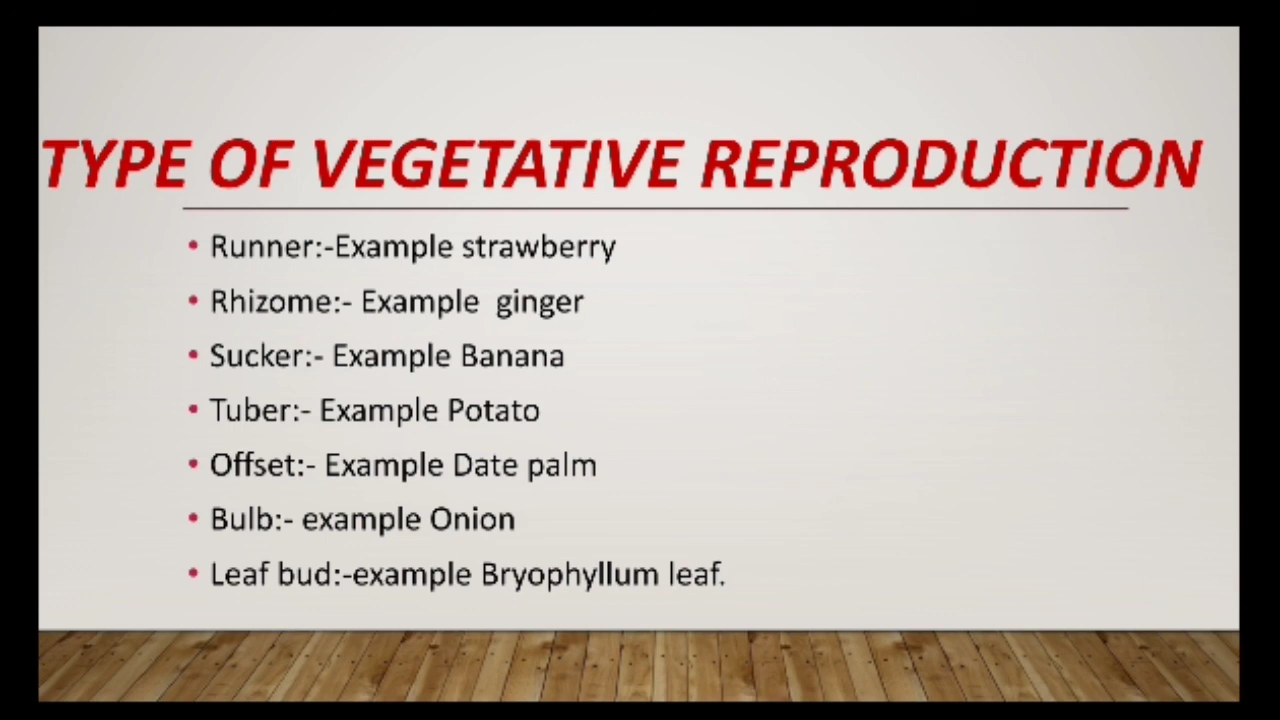 TYPE OF VEGETATIVE REPRODUCTION
• Runner:-Example strawberry
• Rhizome:- Example  ginger
• Sucker:- Example Banana
• Tuber:- Example Potato
• Offset:- Example Date palm
• Bulb:- example Onion
• Leaf bud:-example Bryophyllum leaf.